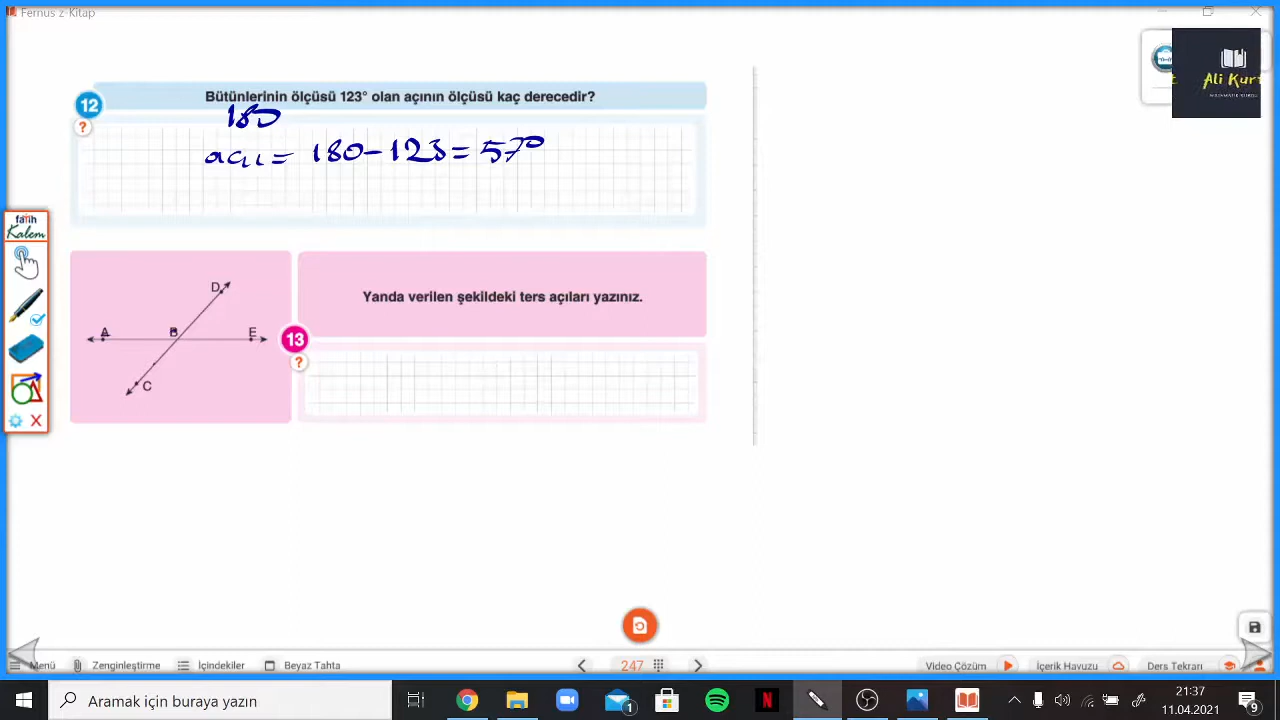 Fernus z-Kitap
Ali Kurt
12
Bütünlerinin ölçüsü 123° olan açının ölçüsü kaç derecedir?
?
180
açı = 180-123 = 57°
fatih
Kalem
D
A
B
E
C
13
Yanda verilen şekildeki ters açıları yazınız.
?
Menü
Zenginleştirme
İçindekiler
Beyaz Tahta
247
Video Çözüm
İçerik Havuzu
Ders Tekrarı
Aramak için buraya yazın
1
N
21:37
11.04.2021
9